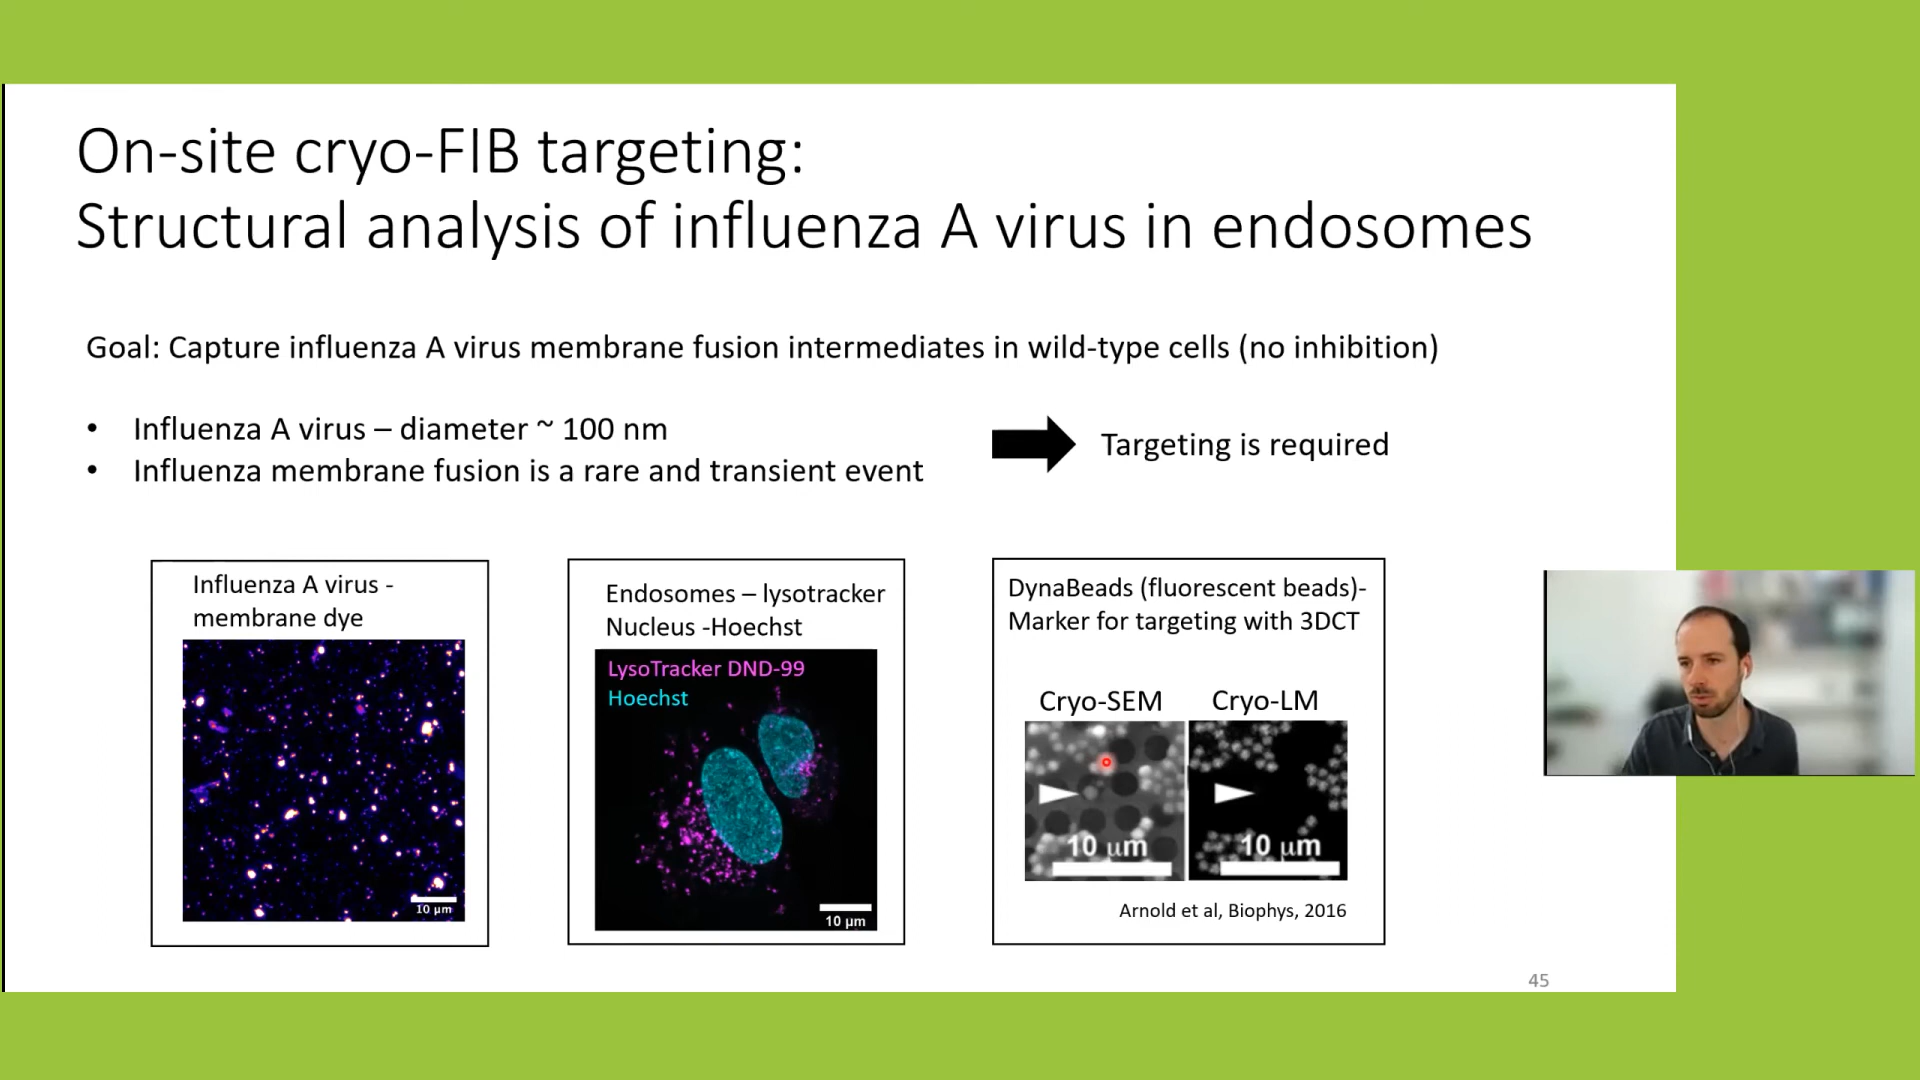 On-site cryo-FIB targeting:
Structural analysis of influenza A virus in endosomes
Goal: Capture influenza A virus membrane fusion intermediates in wild-type cells (no inhibition)
• Influenza A virus – diameter ~ 100 nm
• Influenza membrane fusion is a rare and transient event
Targeting is required
Influenza A virus -
membrane dye
10 µm
Endosomes – lysotracker
Nucleus -Hoechst
LysoTracker DND-99
Hoechst
10 µm
DynaBeads (fluorescent beads)-
Marker for targeting with 3DCT
Cryo-SEM
Cryo-LM
10 µm
10 µm
Arnold et al, Biophys, 2016
45